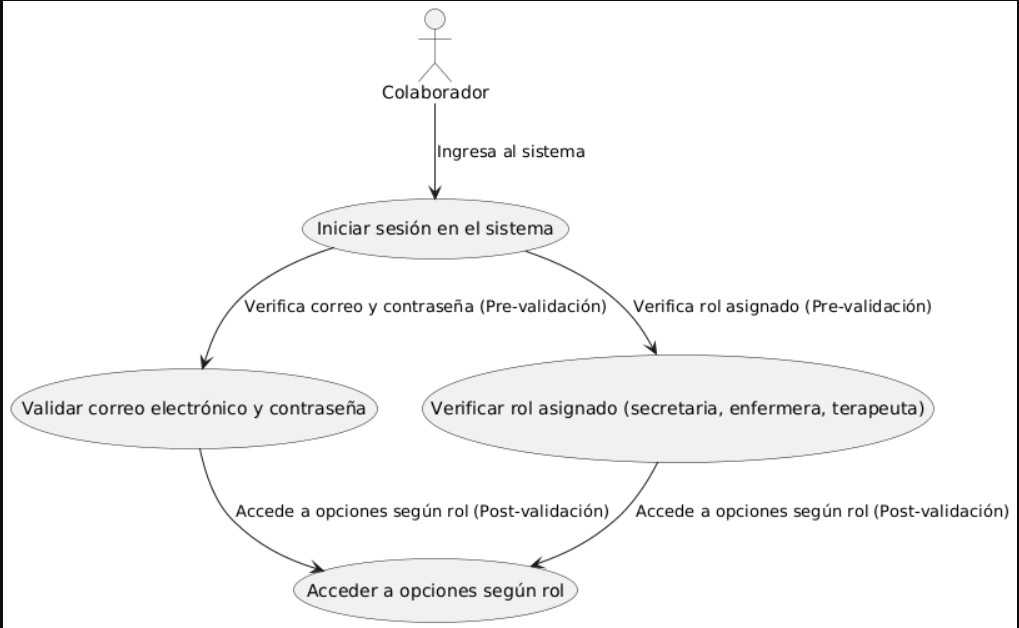 Colaborador
Ingresa al sistema
Iniciar sesión en el sistema
Verifica correo y contraseña (Pre-validación)
Verifica rol asignado (Pre-validación)
Validar correo electrónico y contraseña
Verificar rol asignado (secretaria, enfermera, terapeuta)
Accede a opciones según rol (Post-validación)
Accede a opciones según rol (Post-validación)
Acceder a opciones según rol